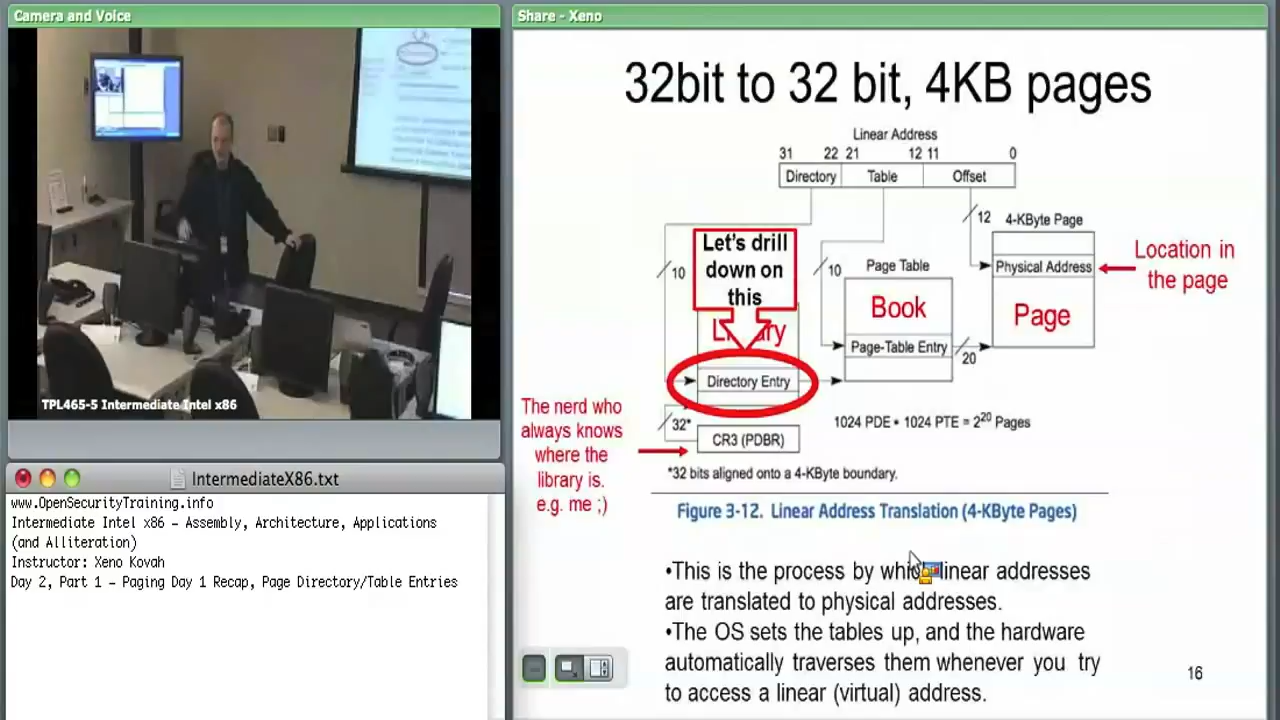 Camera and Voice
TPL465-5 Intermediate Intel x86
IntermediateX86.txt
www.OpenSecurityTraining.info
Intermediate Intel x86 – Assembly, Architecture, Applications
(and Alliteration)
Instructor: Xeno Kovah
Day 2, Part 1 – Paging Day 1 Recap, Page Directory/Table Entries
Share - Xeno
32bit to 32 bit, 4KB pages
Linear Address
31 22 21 12 11 0
Directory Table Offset
12 4-KByte Page
Let's drill
down on
this
10
10
Page Table
Physical Address
Location in
the page
Book
Page
Page-Table Entry
20
Directory Entry
The nerd who
always knows
where the
library is.
e.g. me ;)
32*
CR3 (PDBR)
1024 PDE * 1024 PTE = 2^20 Pages
*32 bits aligned onto a 4-KByte boundary.
Figure 3-12. Linear Address Translation (4-KByte Pages)
•This is the process by which linear addresses
are translated to physical addresses.
•The OS sets the tables up, and the hardware
automatically traverses them whenever you try
to access a linear (virtual) address.
16